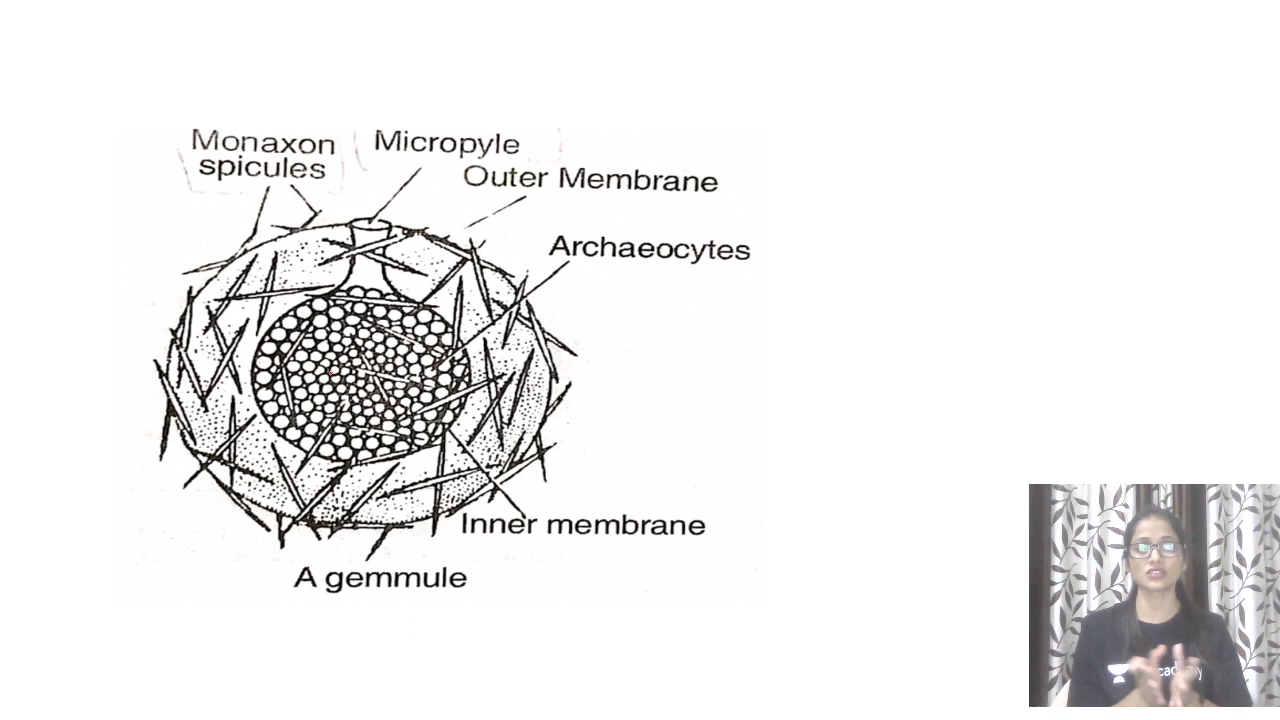 Monaxon
spicules
Micropyle
Outer Membrane
Archaeocytes
Inner membrane
A gemmule